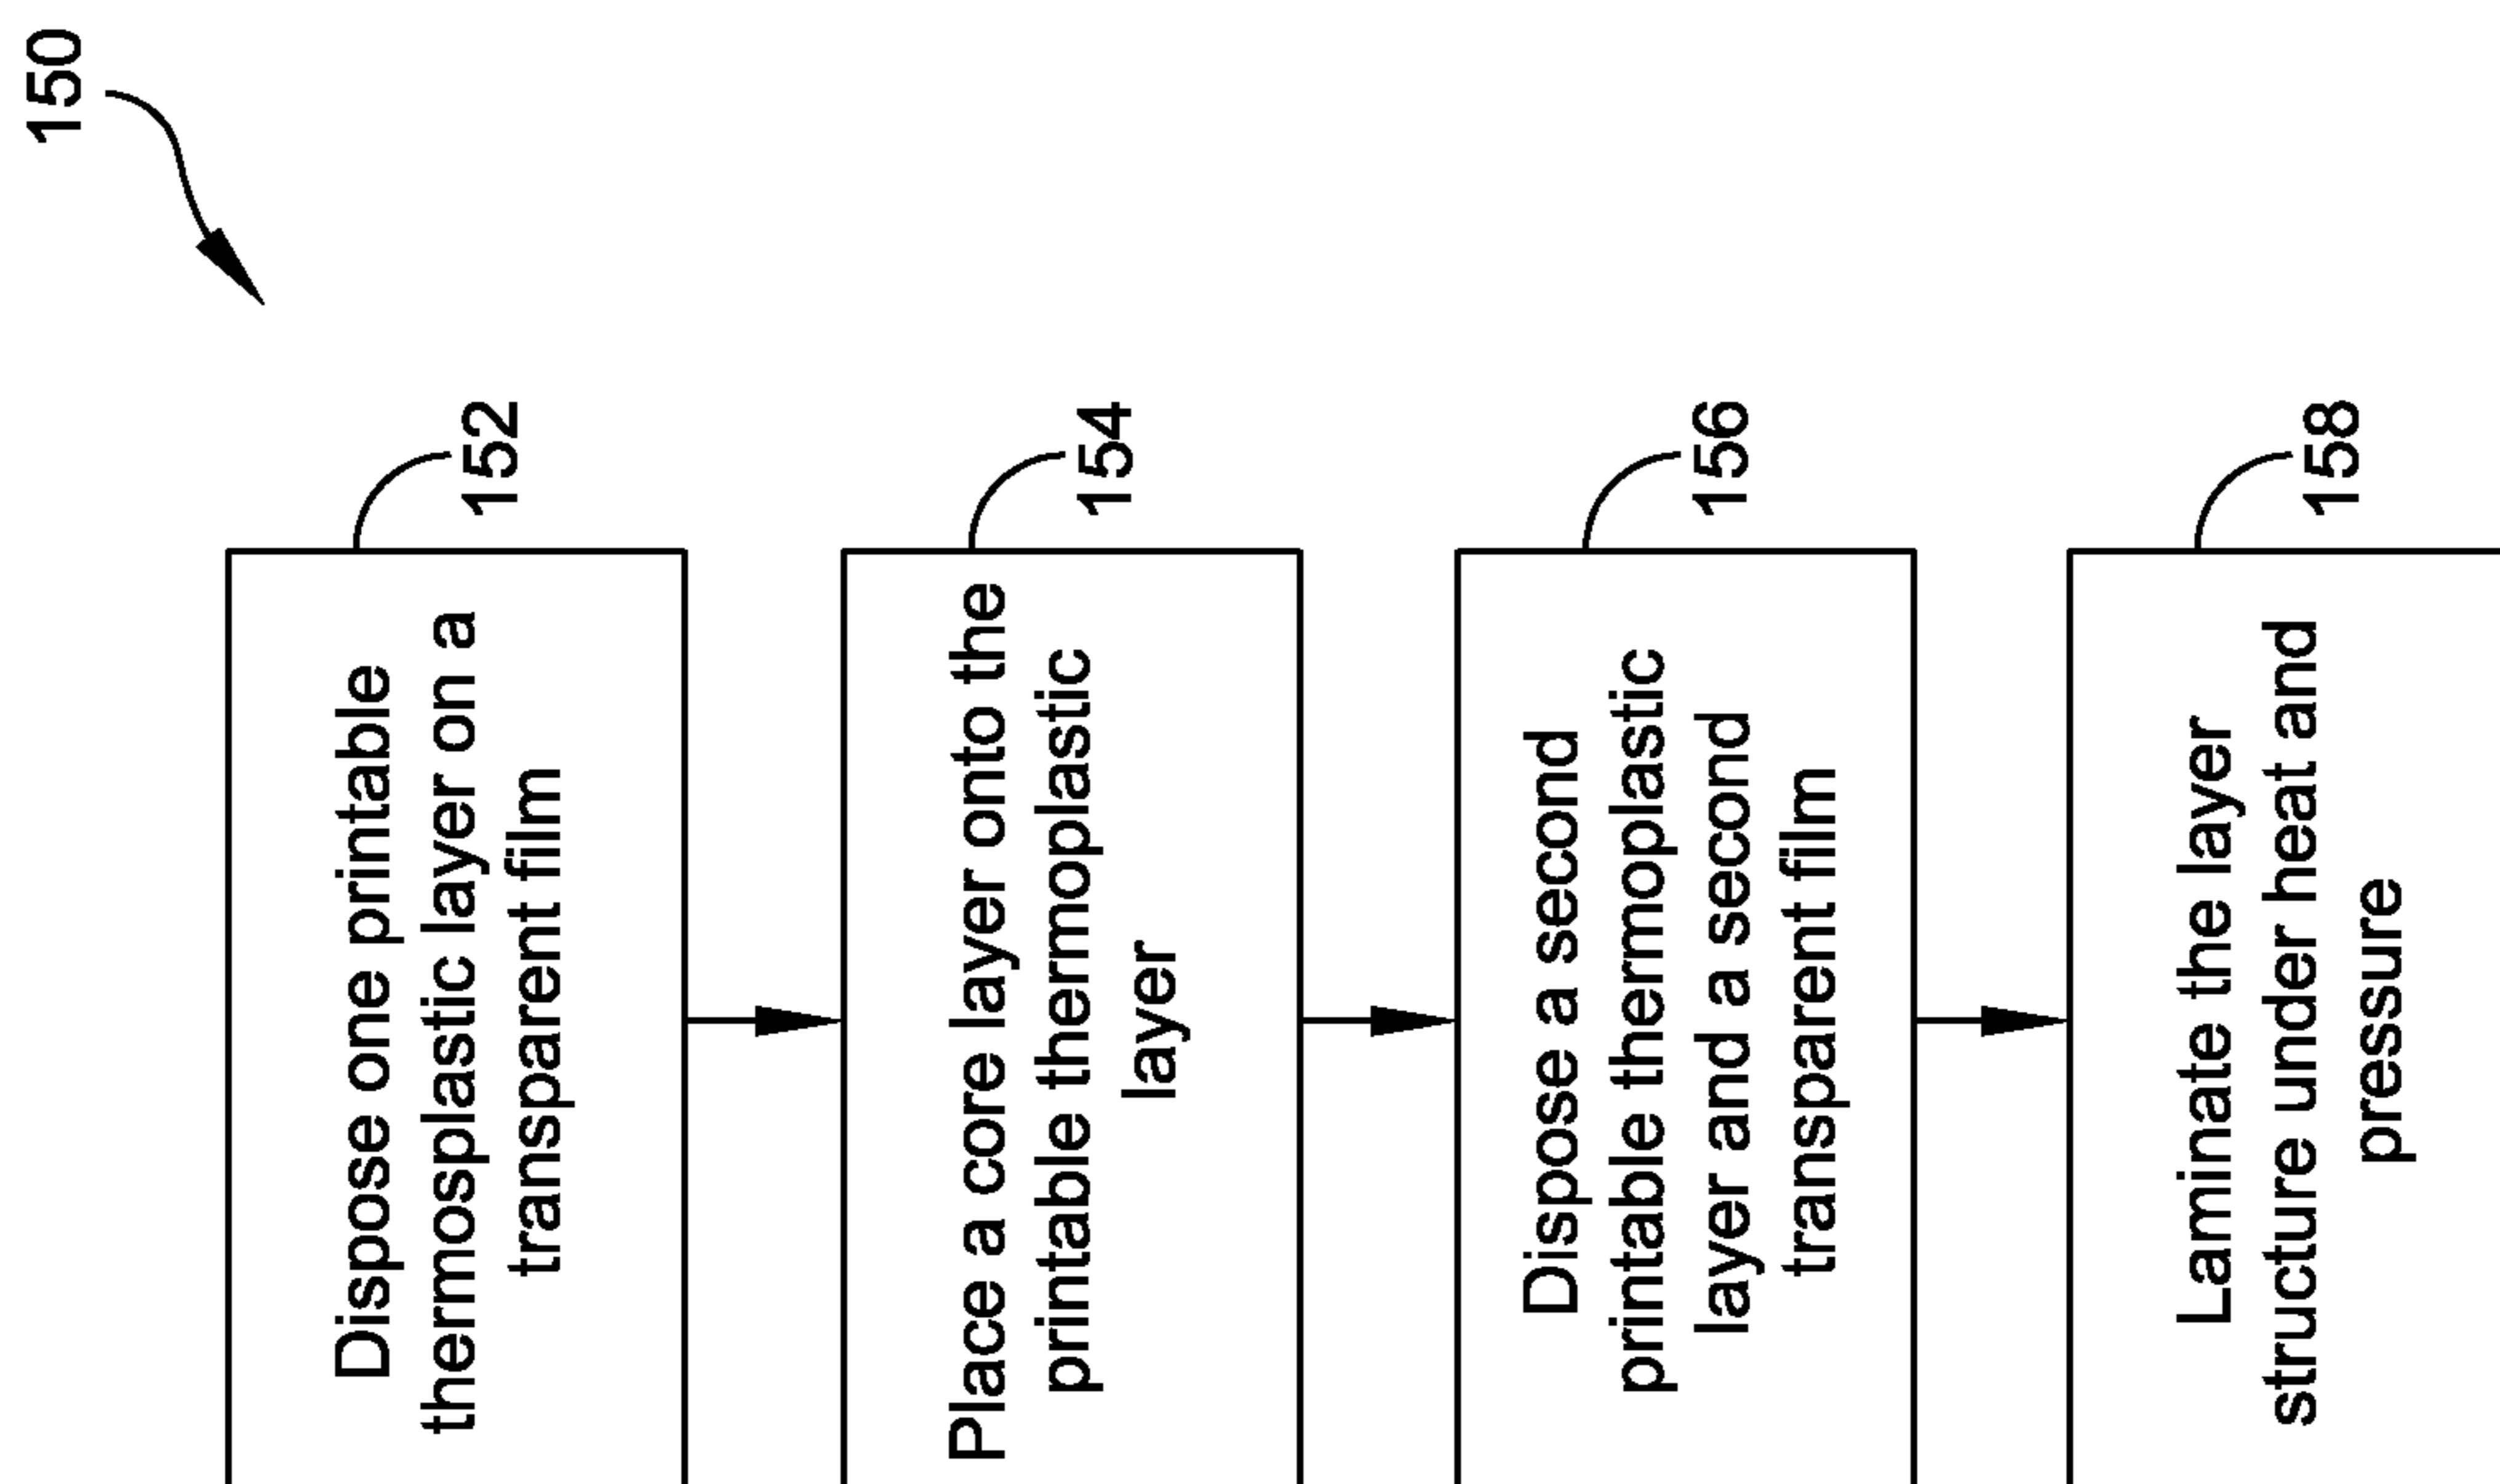 150
152
Dispose one printable
thermosplastic layer on a
transparent film
154
Place a core layer onto the
printable thermoplastic
layer
156
Dispose a second
printable thermoplastic
layer and a second
transparent film
158
Laminate the layer
structure under heat and
pressure